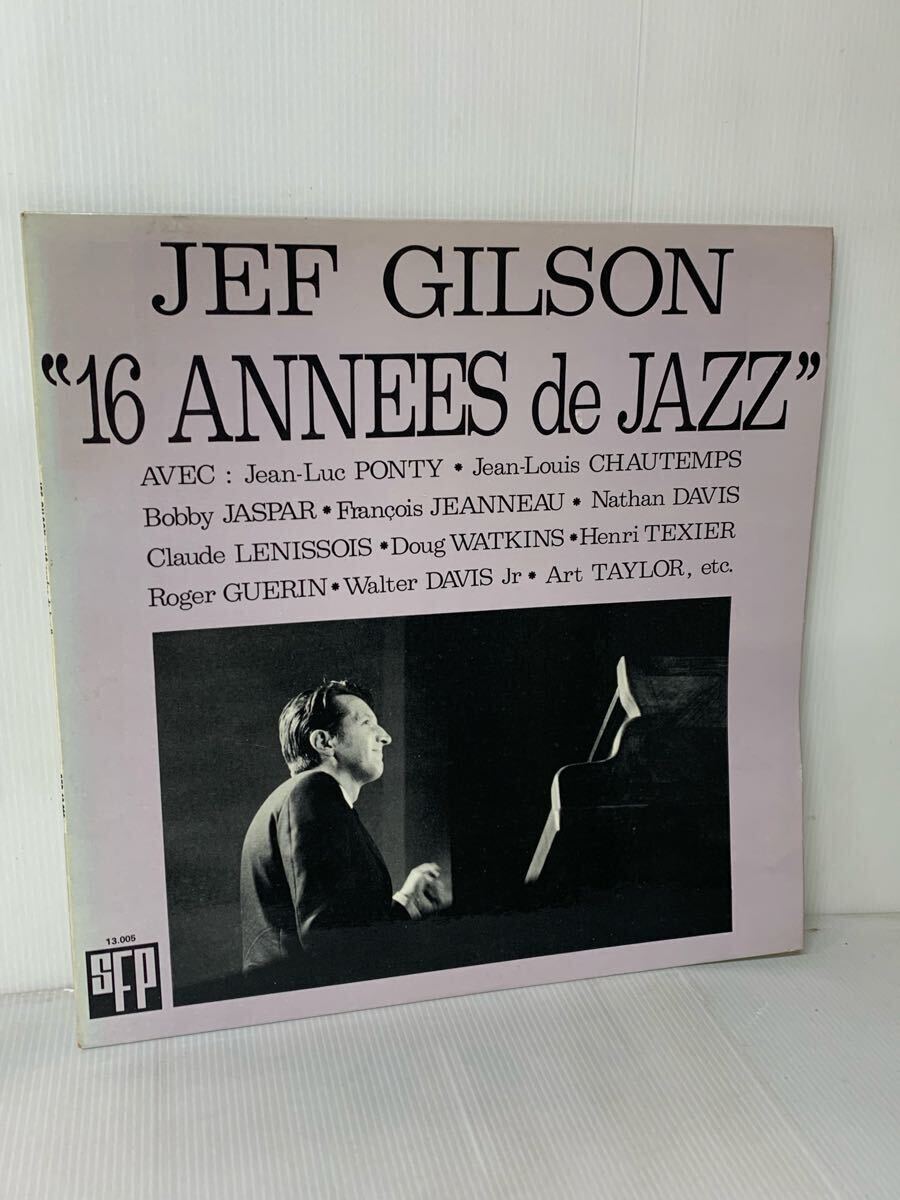 JEF GILSON
“16 ANNEES de JAZZ”
AVEC : Jean-Luc PONTY * Jean-Louis CHAUTEMPS
Bobby JASPAR * François JEANNEAU * Nathan DAVIS
Claude LENISSOIS * Doug WATKINS * Henri TEXIER
Roger GUERIN * Walter DAVIS Jr * Art TAYLOR, etc.
13.005
SFP